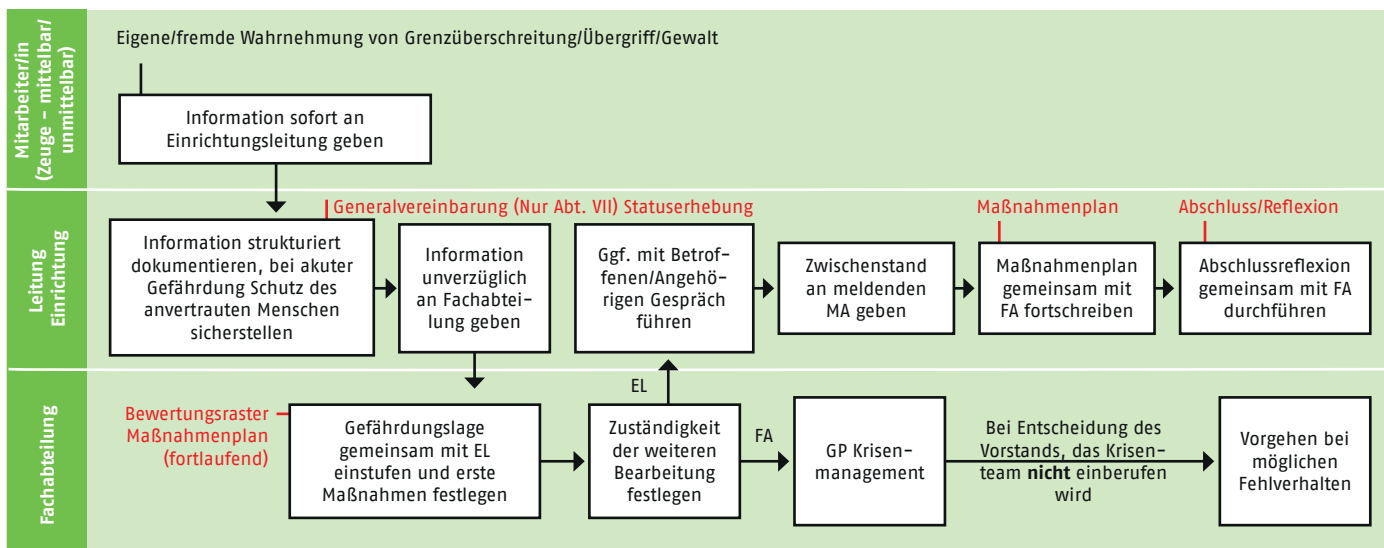 Mitarbeiter/in
(Zeuge – mittelbar/
unmittelbar)
Eigene/fremde Wahrnehmung von Grenzüberschreitung/Übergriff/Gewalt
Information sofort an
Einrichtungsleitung geben
Leitung
Einrichtung
Generalvereinbarung (Nur Abt. VII) Statuserhebung
Information strukturiert
dokumentieren, bei akuter
Gefährdung Schutz des
anvertrauten Menschen
sicherstellen
Information
unverzüglich
an Fachabtei-
lung geben
Ggf. mit Betrof-
fenen/Angehö-
rigen Gespräch
führen
Zwischenstand
an meldenden
MA geben
Maßnahmenplan
Maßnahmenplan
gemeinsam mit
FA fortschreiben
Abschluss/Reflexion
Abschlussreflexion
gemeinsam mit FA
durchführen
Fachabteilung
Bewertungsraster
Maßnahmenplan
(fortlaufend)
Gefährdungslage
gemeinsam mit EL
einstufen und erste
Maßnahmen festlegen
EL
Zuständigkeit
der weiteren
Bearbeitung
festlegen
FA
GP Krisen-
management
Bei Entscheidung des
Vorstands, das Krisen-
team nicht einberufen
wird
Vorgehen bei
möglichen
Fehlverhalten